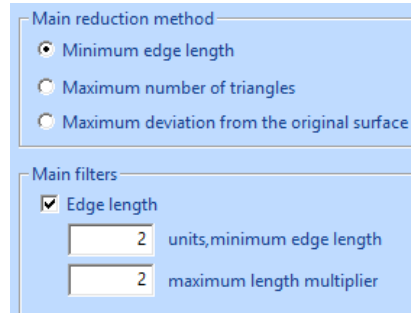 Main reduction method
Minimum edge length
Maximum number of triangles
Maximum deviation from the original surface
Main filters
Edge length
2 units,minimum edge length
2 maximum length multiplier